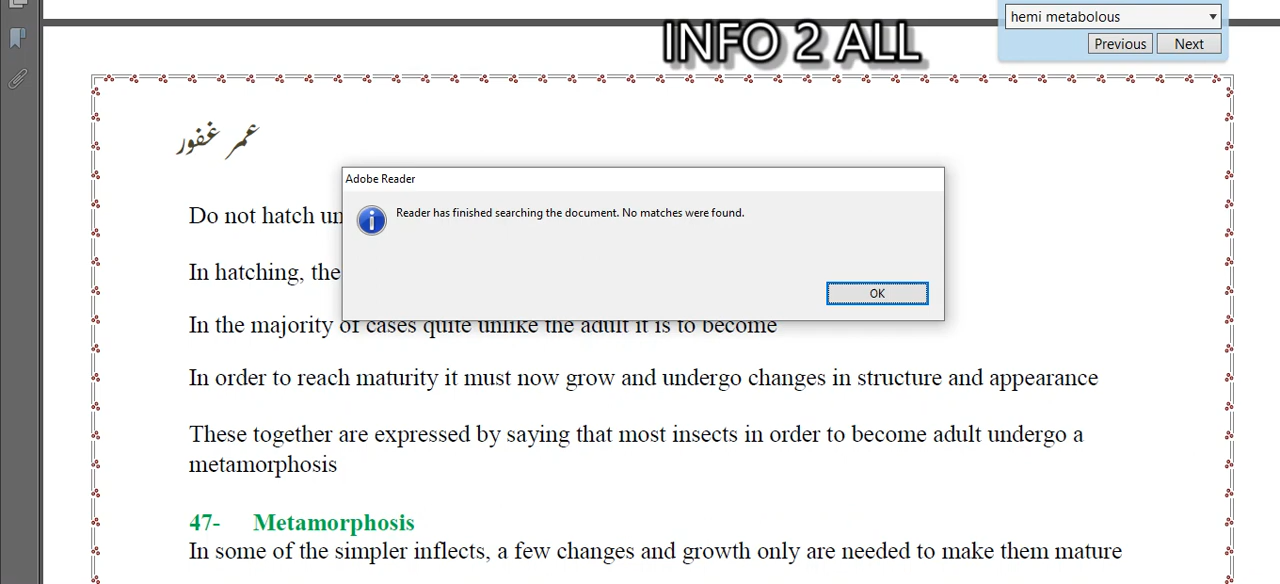 hemi metabolous
Previous Next
INFO 2 ALL
عمر غفور
Adobe Reader
Reader has finished searching the document. No matches were found.
OK
Do not hatch un
In hatching, the
In the majority of cases quite unlike the adult it is to become
In order to reach maturity it must now grow and undergo changes in structure and appearance
These together are expressed by saying that most insects in order to become adult undergo a
metamorphosis
47- Metamorphosis
In some of the simpler inflects, a few changes and growth only are needed to make them mature